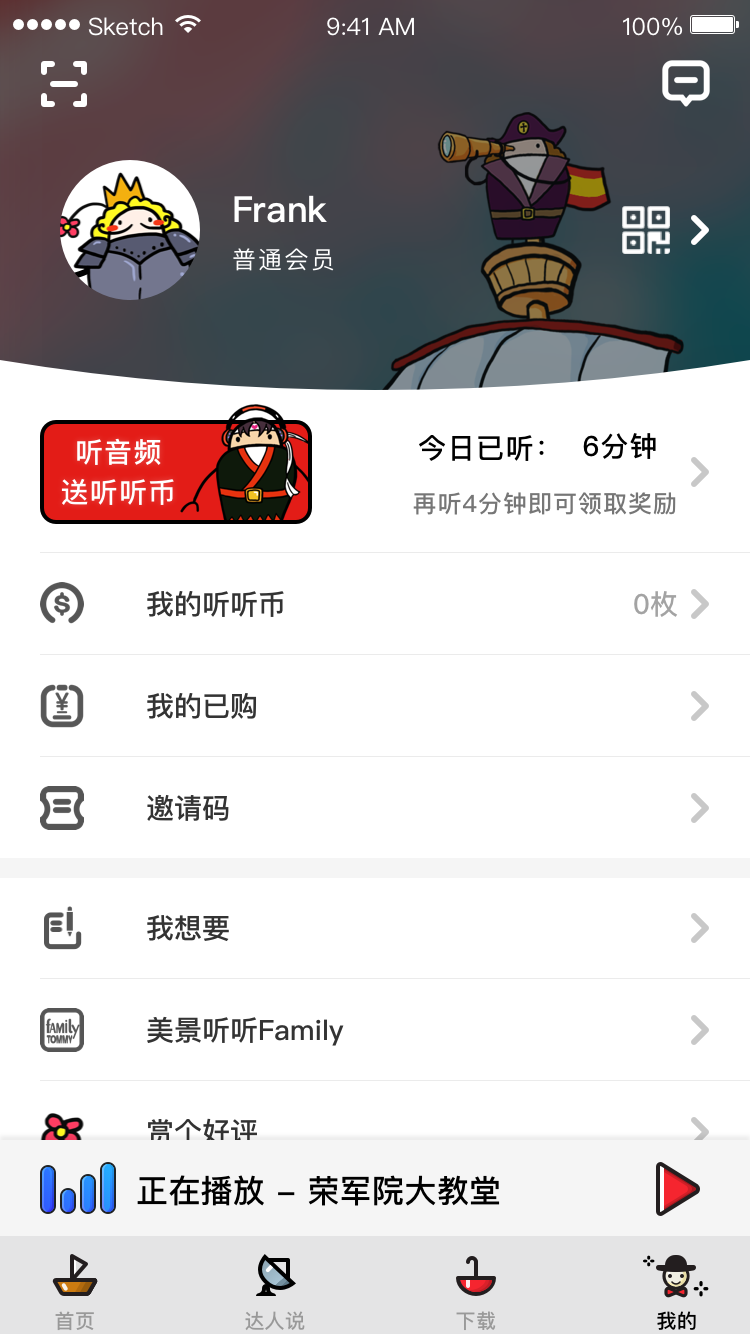 Sketch 9:41 AM 100%
Frank
普通会员
听音频
送听听币
今日已听： 6分钟
再听4分钟即可领取奖励
我的听听币 0枚
我的已购
邀请码
我想要
FAMily
TOMMY
美景听听Family
赏个好评
正在播放 – 荣军院大教堂
首页 达人说 下载 我的